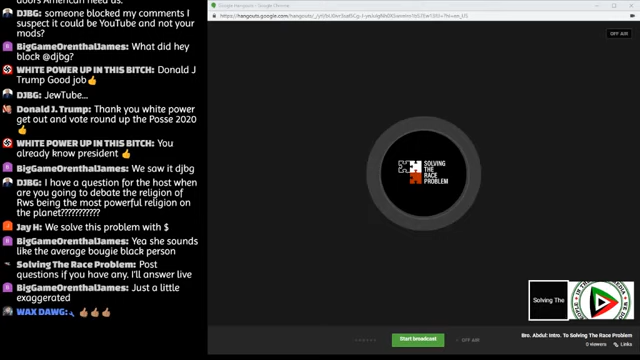 doors American need us.
DJBG: someone blocked my comments I
suspect it could be YouTube and not your
mods?
BigGameOrenthalJames: What did hey
block @djbg?
WHITE POWER UP IN THIS BITCH: Donald J
Trump Good job👍
DJBG: JewTube...
Donald J. Trump: Thank you white power
get out and vote round up the Posse 2020
👍
WHITE POWER UP IN THIS BITCH: You
already know president 👍
BigGameOrenthalJames: We saw it djbg
DJBG: I have a question for the host when
are you going to debate the religion of
Rws being the most powerful religion on
the planet???????????
Jay H: We solve this problem with $
BigGameOrenthalJames: Yea she sounds
like the average bougie black person
Solving The Race Problem: Post
questions if you have any. I'll answer live
BigGameOrenthalJames: Just a little
exaggerated
WAX DAWG: 👍🏽👍🏽👍🏽👍🏽
Google Hangouts - Google Chrome
OFF AIR
SOLVING
THE
RACE
PROBLEM
Solving The
PEOPLE
IN THE
MEDIA
Bro. Abdul: Intro. To Solving The Race Problem
0 viewers
Links
Start broadcast
OFF AIR